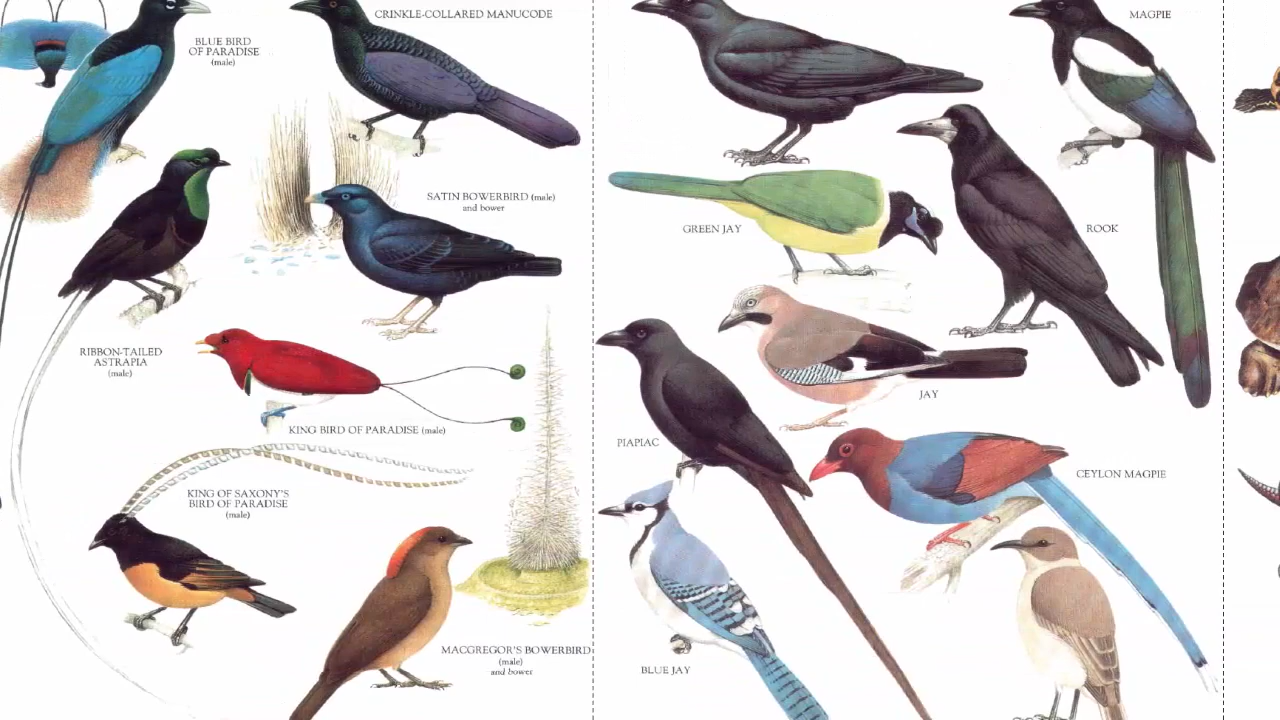 BLUE BIRD
OF PARADISE
(male)
CRINKLE-COLLARED MANUCODE
SATIN BOWERBIRD (male)
and bower
RIBBON-TAILED
ASTRAPIA
(male)
KING BIRD OF PARADISE (male)
KING OF SAXONY'S
BIRD OF PARADISE
(male)
MACGREGOR'S BOWERBIRD
(male)
and bower
MAGPIE
GREEN JAY
ROOK
JAY
PIAPIAC
CEYLON MAGPIE
BLUE JAY